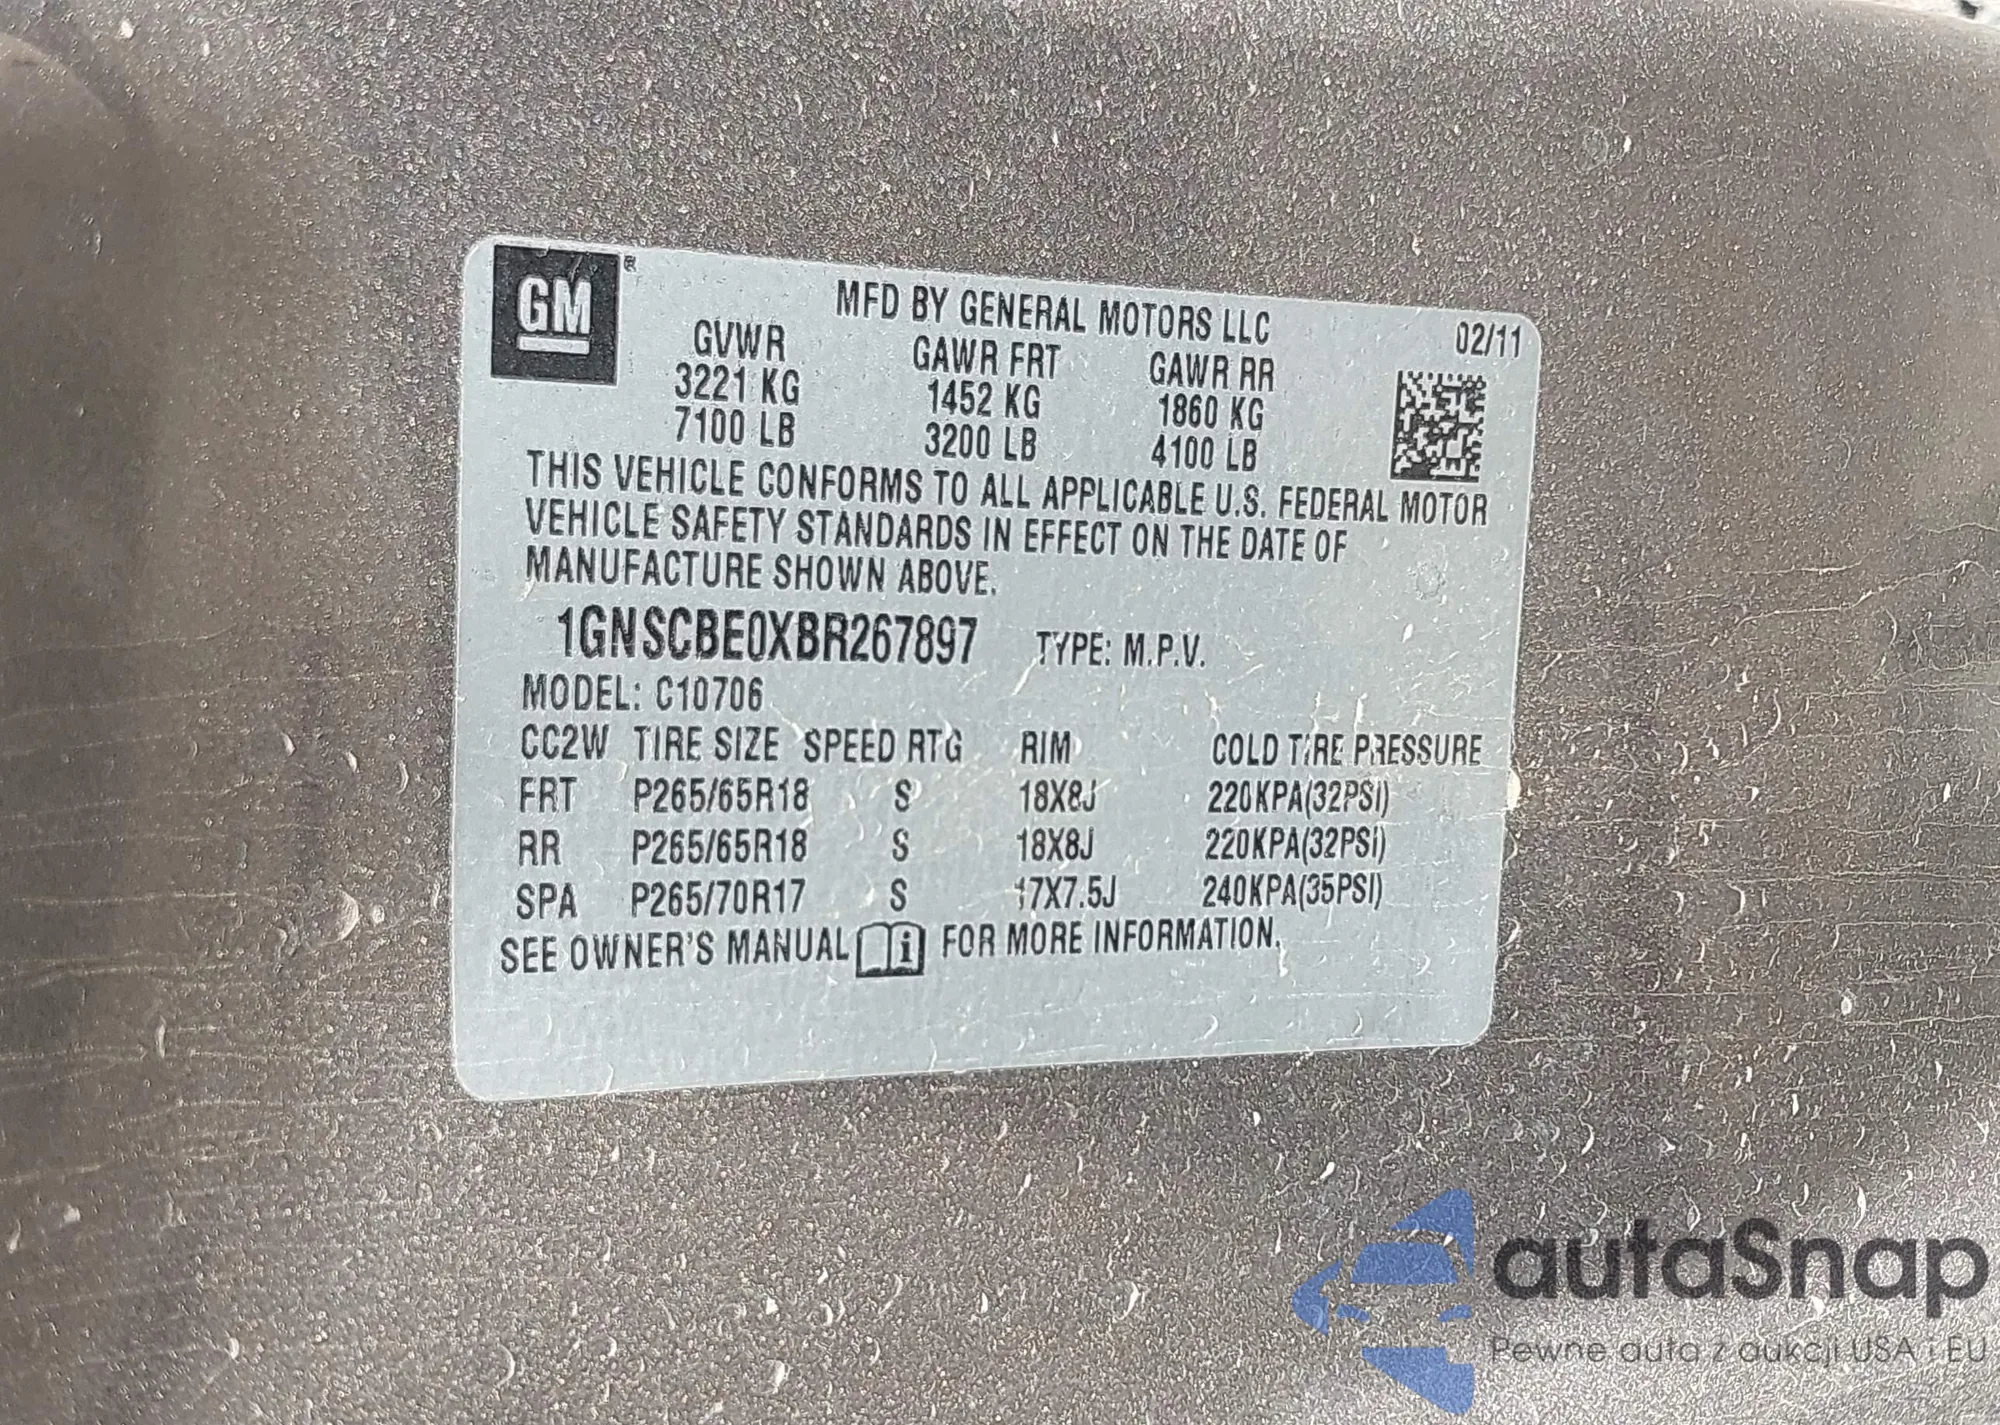 GM ®
MFD BY GENERAL MOTORS LLC 02/11
GVWR GAWR FRT GAWR RR
3221 KG 1452 KG 1860 KG
7100 LB 3200 LB 4100 LB
THIS VEHICLE CONFORMS TO ALL APPLICABLE U.S. FEDERAL MOTOR
VEHICLE SAFETY STANDARDS IN EFFECT ON THE DATE OF
MANUFACTURE SHOWN ABOVE.
1GNSCBE0XBR267897 TYPE: M.P.V.
MODEL: C10706
CC2W TIRE SIZE SPEED RTG RIM COLD TIRE PRESSURE
FRT P265/65R18 S 18X8J 220KPA(32PSI)
RR P265/65R18 S 18X8J 220KPA(32PSI)
SPA P265/70R17 S 17X7.5J 240KPA(35PSI)
SEE OWNER'S MANUAL i FOR MORE INFORMATION.
autaSnap
Pewne auta z aukcji USA i EU